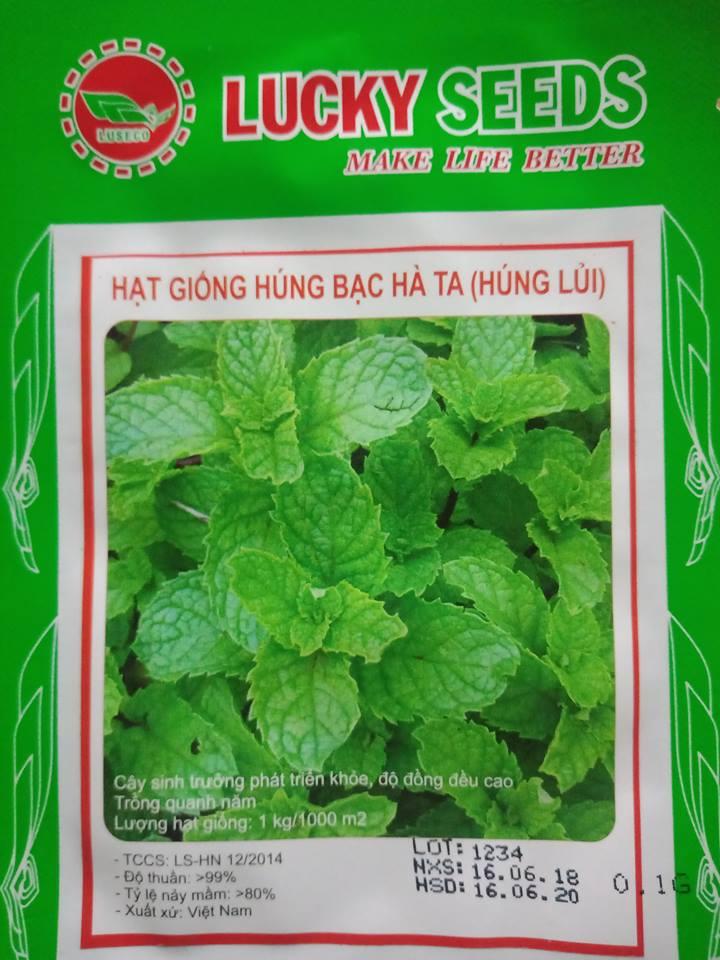 LUSECO
LUCKY SEEDS
MAKE LIFE BETTER
HẠT GIỐNG HÚNG BẠC HÀ TA (HÚNG LỦI)
Cây sinh trưởng phát triển khỏe, độ đồng đều cao
Trồng quanh năm
Lượng hạt giống: 1 kg/1000 m2
- TCCS: LS-HN 12/2014
- Độ thuần: >99%
- Tỷ lệ nảy mầm: >80%
- Xuất xứ: Việt Nam
LOT: 1234
NXS: 16.06.18
HSD: 16.06.20
0.1G